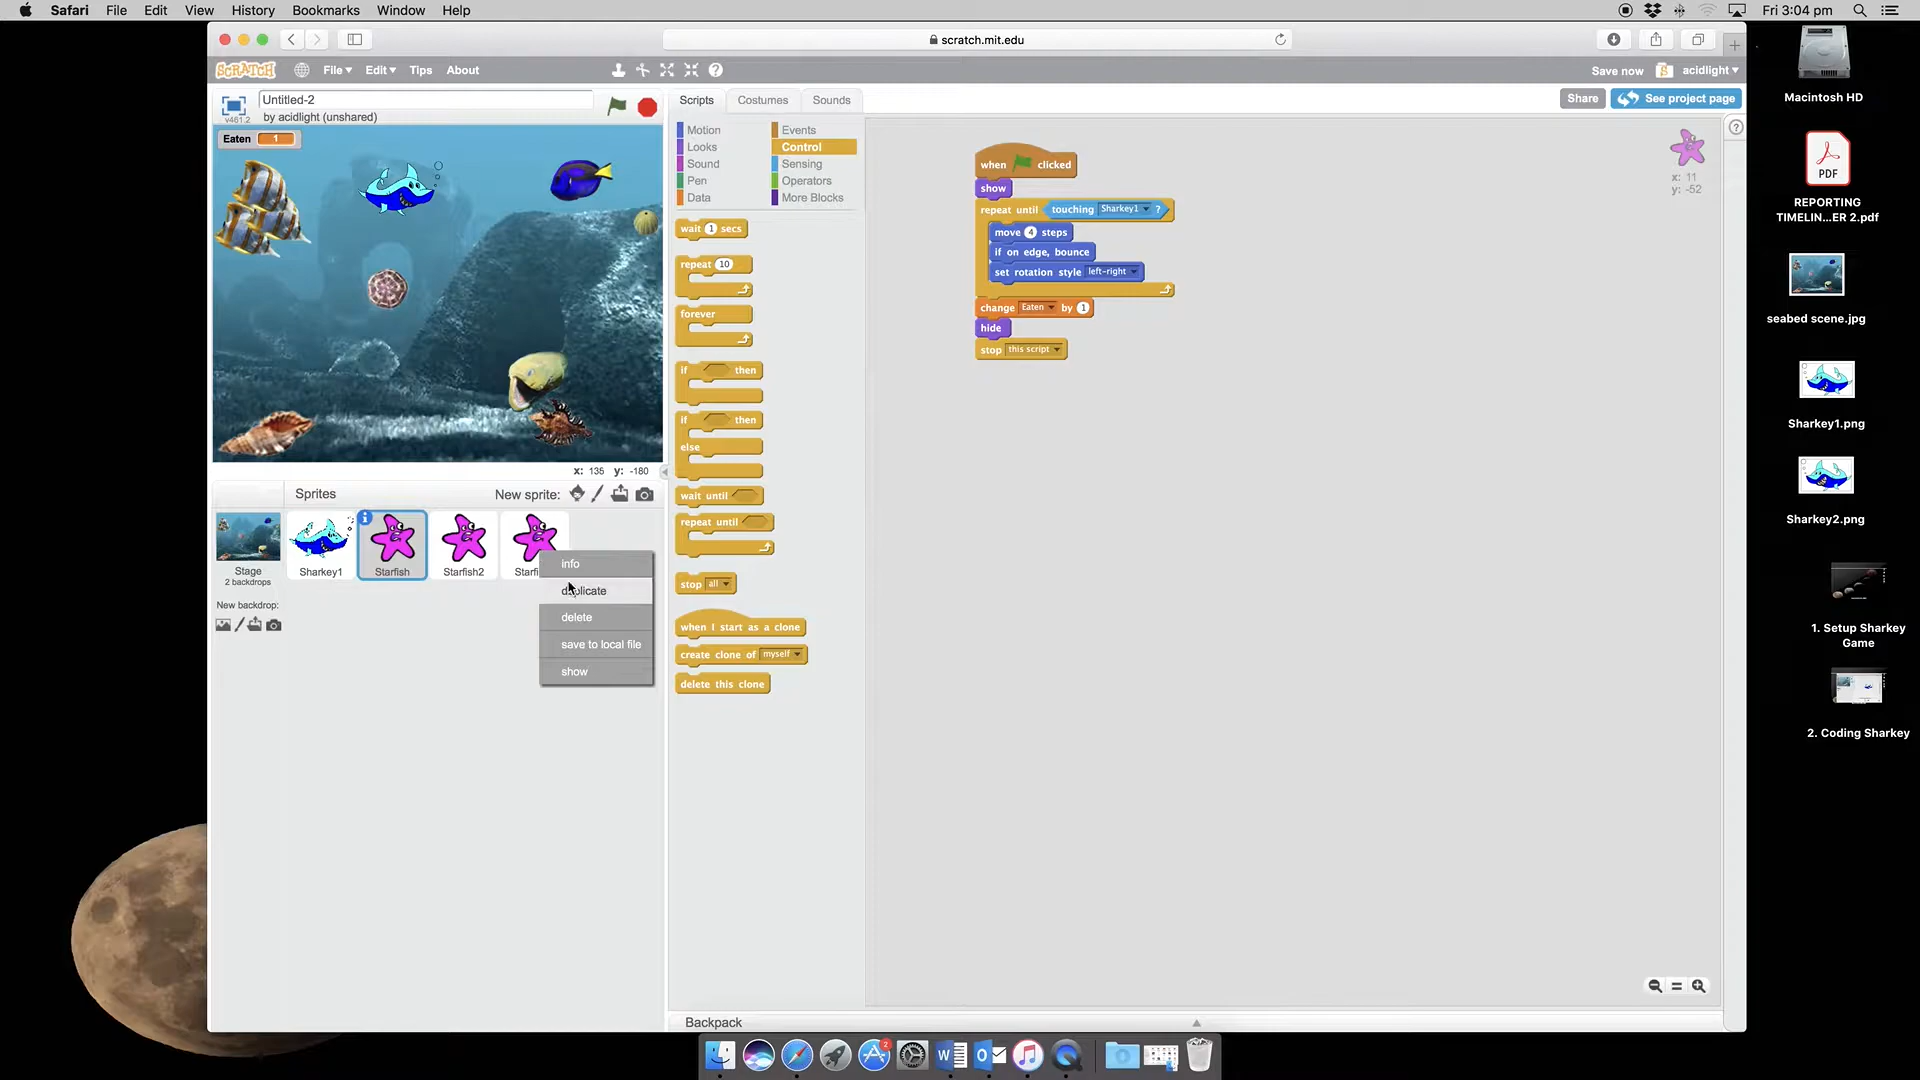 Safari File Edit View History Bookmarks Window Help
Fri 3:04 pm
scratch.mit.edu
SCRATCH File Edit Tips About
Save now acidlight
Untitled-2
by acidlight (unshared)
v461.2
Scripts Costumes Sounds
Share See project page
Eaten 1
Motion Events
Looks Control
Sound Sensing
Pen Operators
Data More Blocks
wait 1 secs
repeat 10
forever
if then
if then
else
wait until
repeat until
stop all
when I start as a clone
create clone of myself
delete this clone
when clicked
show
repeat until touching Sharkey1 ?
move 4 steps
if on edge, bounce
set rotation style left-right
change Eaten by 1
hide
stop this script
x: 11
y: -52
x: 135 y: -180
Sprites New sprite:
Stage
2 backdrops
New backdrop:
Sharkey1 Starfish Starfish2 Starfi
info
duplicate
delete
save to local file
show
Backpack
Macintosh HD
PDF
REPORTING
TIMELIN...ER 2.pdf
seabed scene.jpg
Sharkey1.png
Sharkey2.png
1. Setup Sharkey
Game
2. Coding Sharkey
2